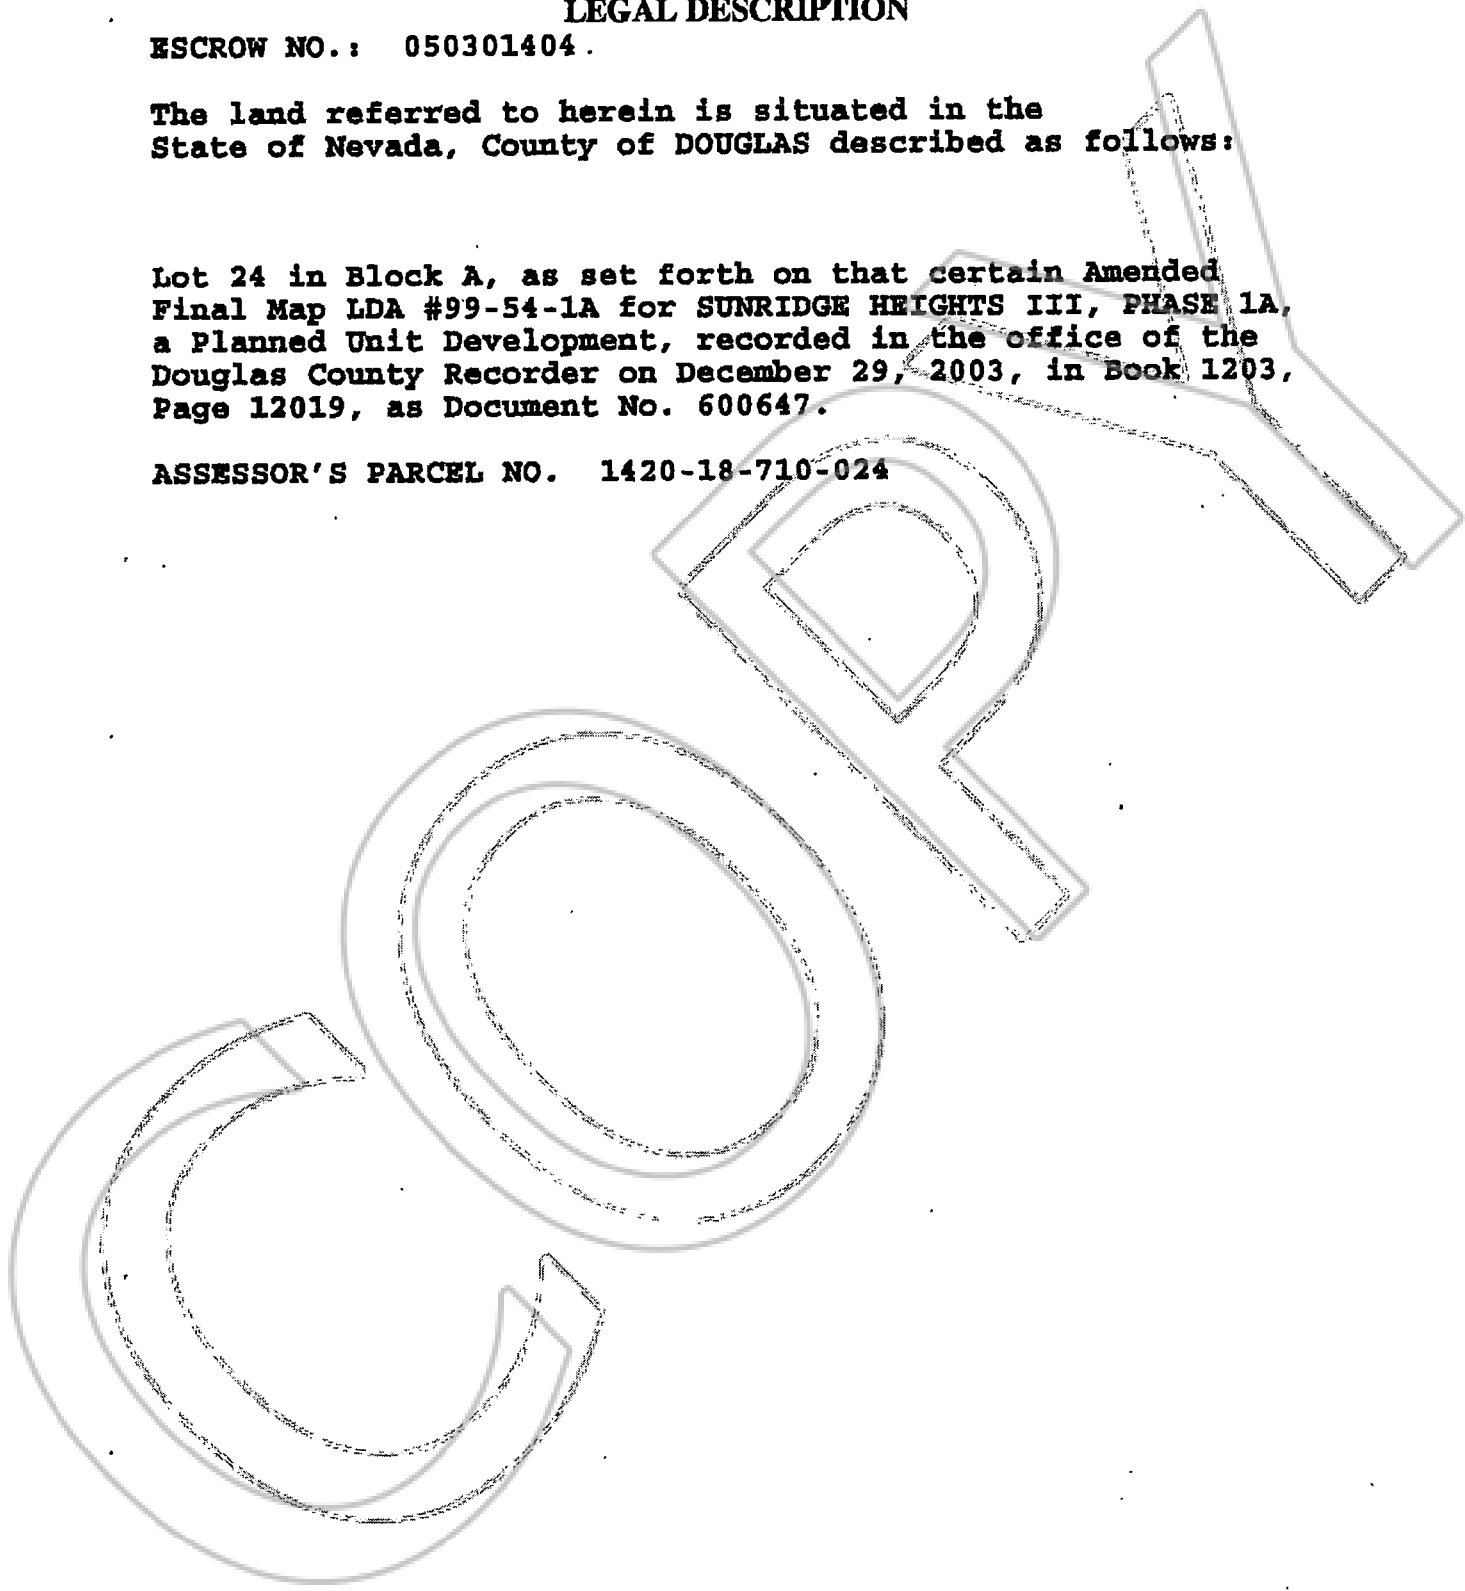 LEGAL DESCRIPTION
ESCROW NO.: 050301404.
The land referred to herein is situated in the
State of Nevada, County of DOUGLAS described as follows:
Lot 24 in Block A, as set forth on that certain Amended
Final Map LDA #99-54-1A for SUNRIDGE HEIGHTS III, PHASE 1A,
a Planned Unit Development, recorded in the office of the
Douglas County Recorder on December 29, 2003, in Book 1203,
Page 12019, as Document No. 600647.
ASSESSOR'S PARCEL NO. 1420-18-710-024
COPY